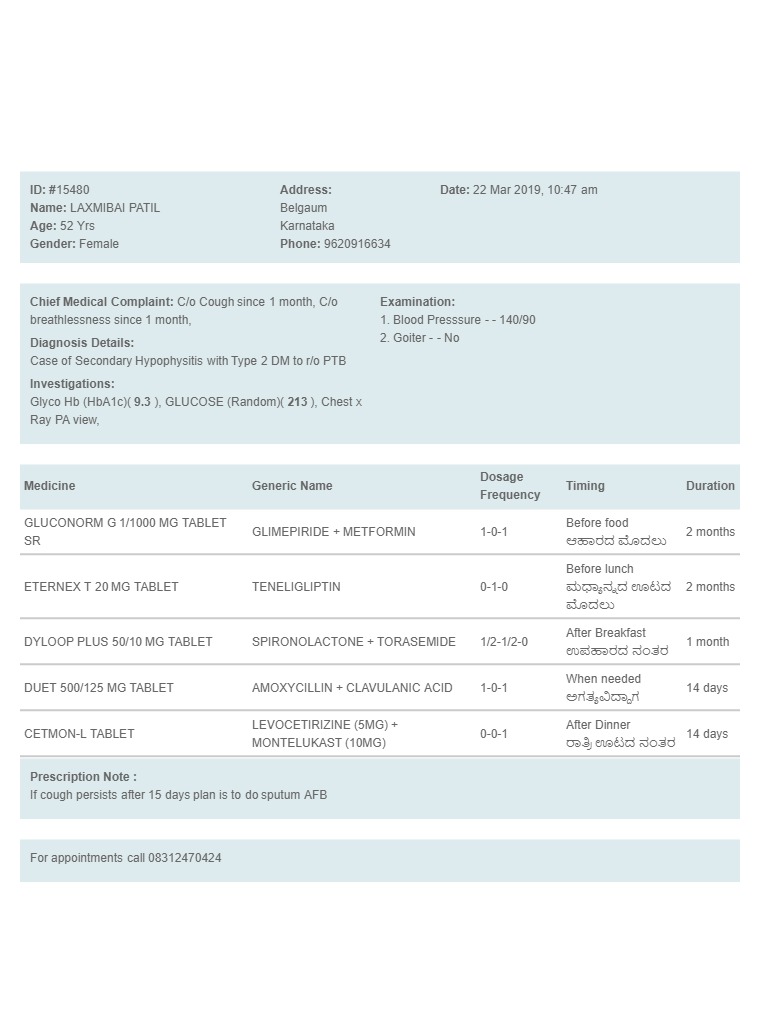 ID: #15480
Name: LAXMIBAI PATIL
Age: 52 Yrs
Gender: Female
Address:
Belgaum
Karnataka
Phone: 9620916634
Date: 22 Mar 2019, 10:47 am
Chief Medical Complaint: C/o Cough since 1 month, C/o
breathlessness since 1 month,
Diagnosis Details:
Case of Secondary Hypophysitis with Type 2 DM to r/o PTB
Investigations:
Glyco Hb (HbA1c)( 9.3 ), GLUCOSE (Random)( 213 ), Chest x
Ray PA view,
Examination:
1. Blood Presssure - - 140/90
2. Goiter - - No
Medicine Generic Name Dosage Frequency Timing Duration
GLUCONORM G 1/1000 MG TABLET SR GLIMEPIRIDE + METFORMIN 1-0-1 Before food ಆಹಾರದ ಮೊದಲು 2 months
ETERNEX T 20 MG TABLET TENELIGLIPTIN 0-1-0 Before lunch ಮಧ್ಯಾನ್ನದ ಊಟದ ಮೊದಲು 2 months
DYLOOP PLUS 50/10 MG TABLET SPIRONOLACTONE + TORASEMIDE 1/2-1/2-0 After Breakfast ಉಪಹಾರದ ನಂತರ 1 month
DUET 500/125 MG TABLET AMOXYCILLIN + CLAVULANIC ACID 1-0-1 When needed ಅಗತ್ಯವಿದ್ದಾಗ 14 days
CETMON-L TABLET LEVOCETIRIZINE (5MG) + MONTELUKAST (10MG) 0-0-1 After Dinner ರಾತ್ರಿ ಊಟದ ನಂತರ 14 days
Prescription Note :
If cough persists after 15 days plan is to do sputum AFB
For appointments call 08312470424